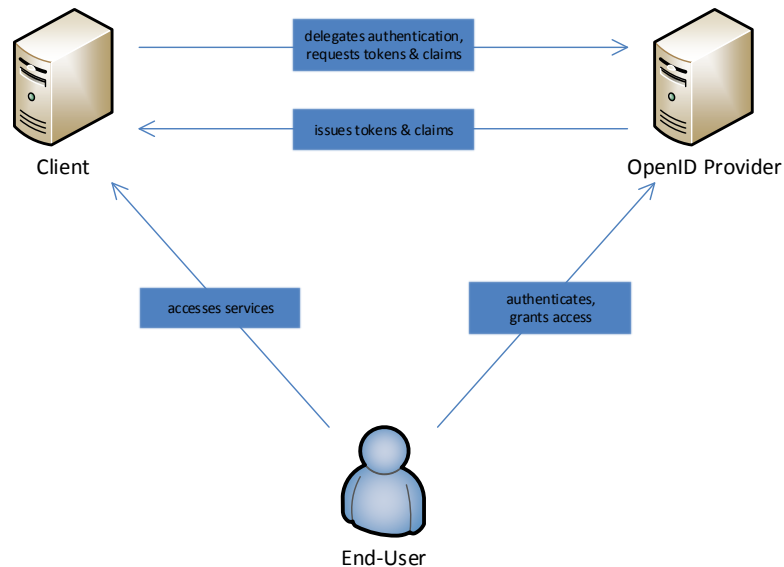 delegates authentication,
requests tokens & claims
issues tokens & claims
Client
OpenID Provider
accesses services
authenticates,
grants access
End-User